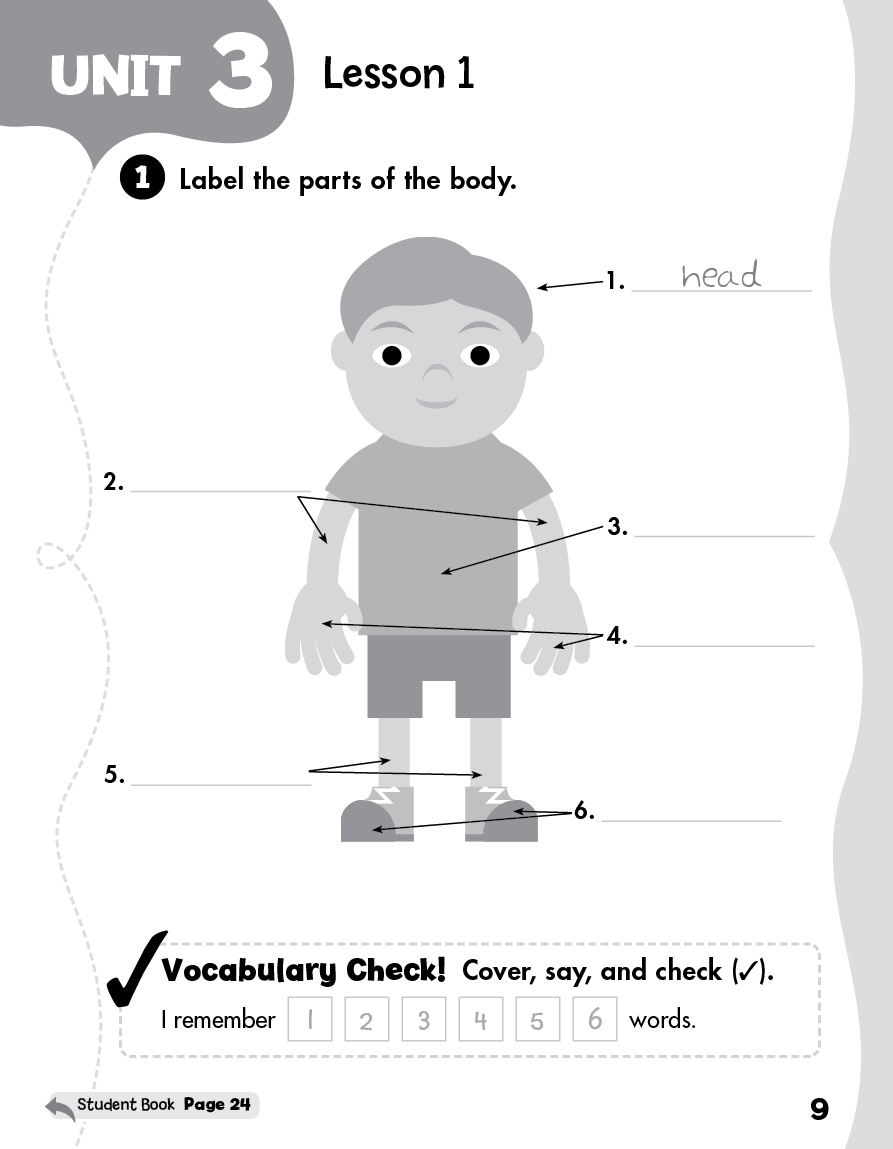 UNIT 3 Lesson 1
1 Label the parts of the body.
1. head
2.
3.
4.
5.
6.
Vocabulary Check! Cover, say, and check (✓).
I remember 1 2 3 4 5 6 words.
Student Book Page 24
9